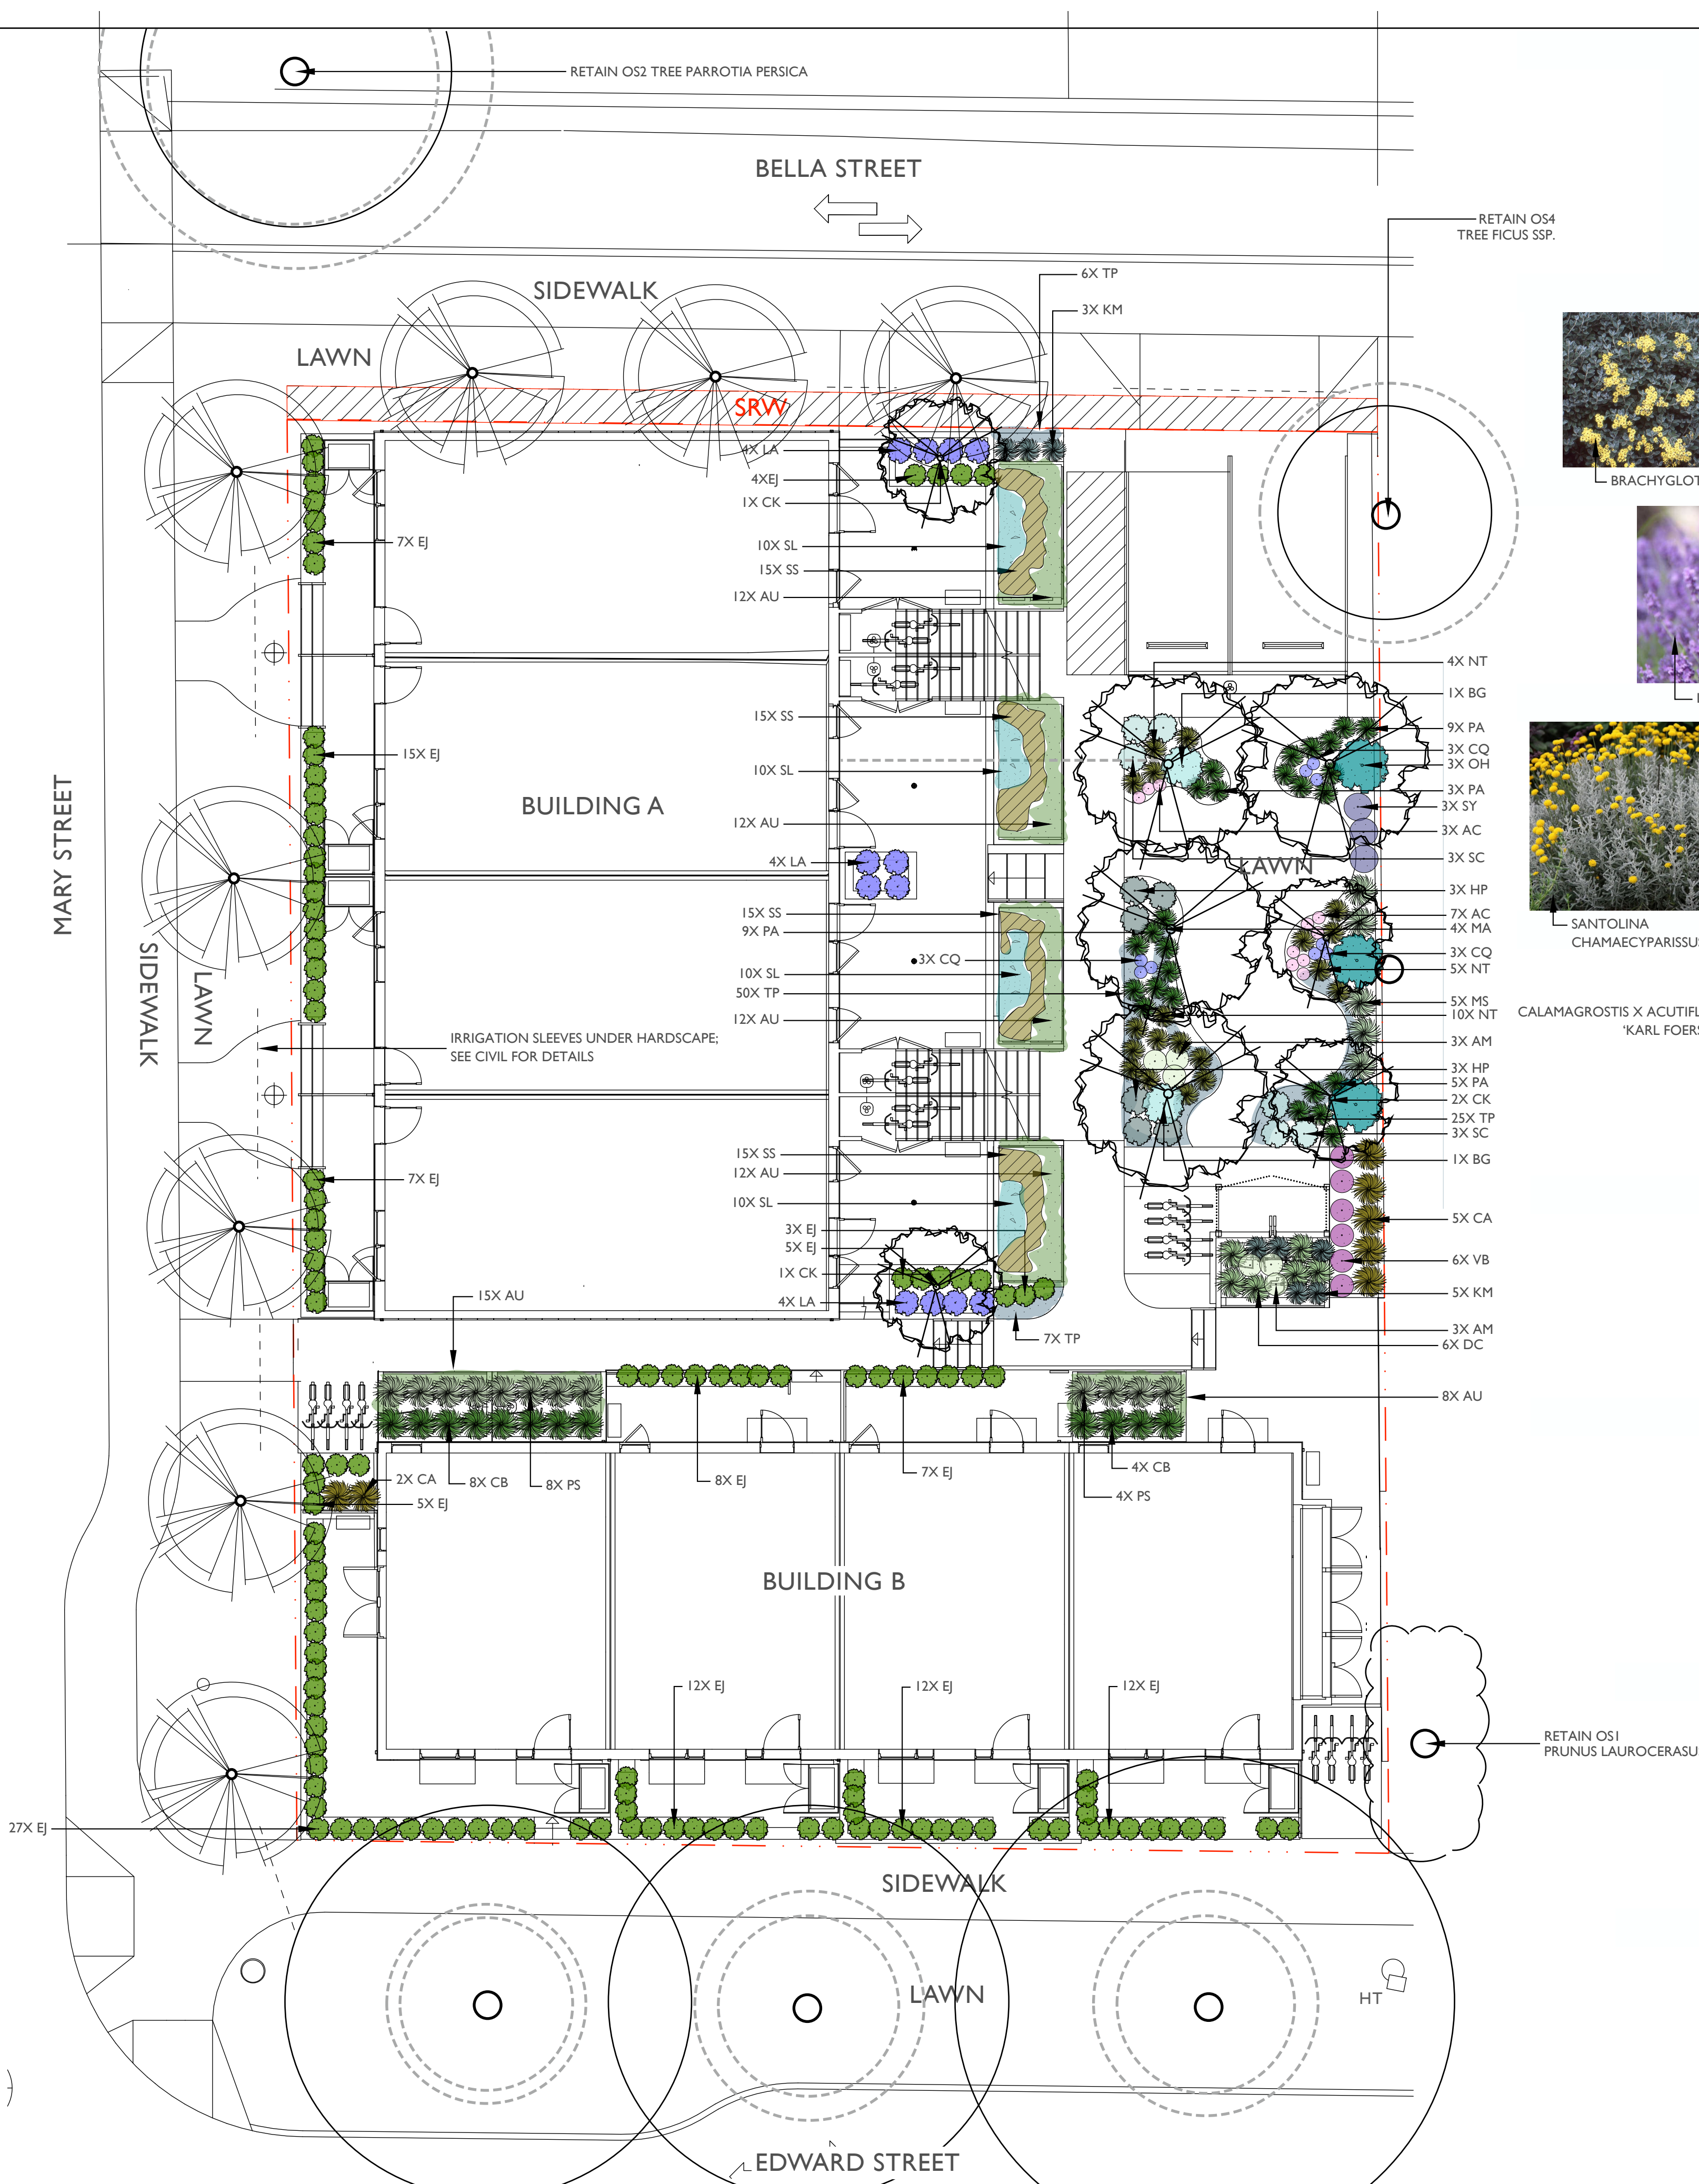 RETAIN OS2 TREE PARROTIA PERSICA
BELLA STREET
RETAIN OS4
TREE FICUS SSP.
6X TP
SIDEWALK
3X KM
LAWN
SRW
4X LA
4XEJ
1X CK
BRACHYGLOT
7X EJ
10X SL
15X SS
12X AU
4X NT
1X BG
15X SS
9X PA
15X EJ
3X CQ
3X OH
10X SL
3X PA
BUILDING A
3X SY
12X AU
3X AC
MARY STREET
4X LA
3X SC
LAWN
3X HP
15X SS
7X AC
SANTOLINA
CHAMAECYPARISSUS
9X PA
4X MA
3X CQ
3X CQ
10X SL
5X NT
50X TP
5X MS
SIDEWALK
LAWN
12X AU
10X NT
CALAMAGROSTIS X ACUTIFL
'KARL FOERS
IRRIGATION SLEEVES UNDER HARDSCAPE;
SEE CIVIL FOR DETAILS
3X AM
3X HP
5X PA
2X CK
25X TP
3X SC
15X SS
1X BG
12X AU
7X EJ
10X SL
5X CA
3X EJ
5X EJ
6X VB
1X CK
15X AU
4X LA
5X KM
7X TP
3X AM
6X DC
8X AU
2X CA
8X CB
8X PS
8X EJ
7X EJ
4X CB
5X EJ
4X PS
BUILDING B
12X EJ
12X EJ
12X EJ
RETAIN OS1
PRUNUS LAUROCERASU
27X EJ
SIDEWALK
LAWN
HT
EDWARD STREET